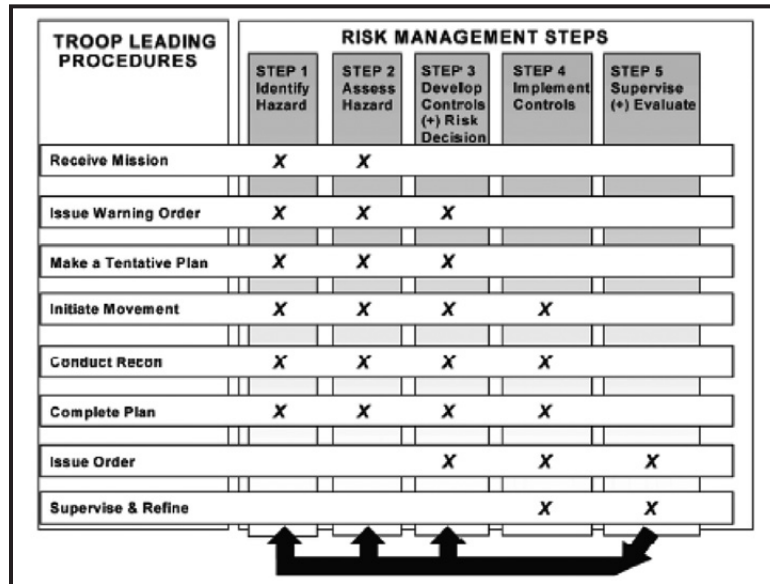 TROOP LEADING
PROCEDURES
RISK MANAGEMENT STEPS
STEP 1
Identify
Hazard
STEP 2
Assess
Hazard
STEP 3
Develop
Controls
(+) Risk
Decision
STEP 4
Implement
Controls
STEP 5
Supervise
(+) Evaluate
Receive Mission X X
Issue Warning Order X X X
Make a Tentative Plan X X X
Initiate Movement X X X X
Conduct Recon X X X X
Complete Plan X X X X
Issue Order X X X
Supervise & Refine X X